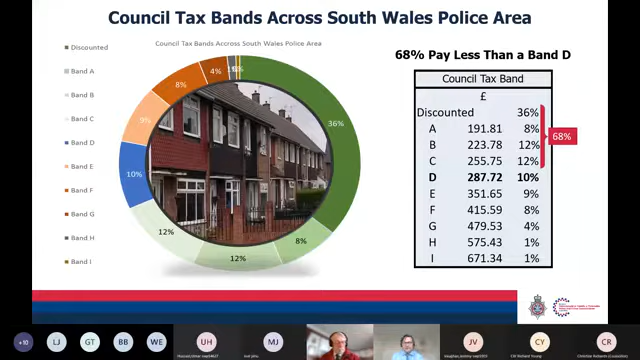 Council Tax Bands Across South Wales Police Area
Council Tax Bands Accross South Wales Police Area
Discounted
Band A
Band B
Band C
Band D
Band E
Band F
Band G
Band H
Band I
36%
8%
12%
12%
10%
9%
8%
4%
1%
68% Pay Less Than a Band D
Council Tax Band
£
Discounted 36%
A 191.81 8%
B 223.78 12%
C 255.75 12%
D 287.72 10%
E 351.65 9%
F 415.59 8%
G 479.53 4%
H 575.43 1%
I 671.34 1%
68%
+10
LJ
GT
BB
WE
UH
MJ
JV
CY
CR